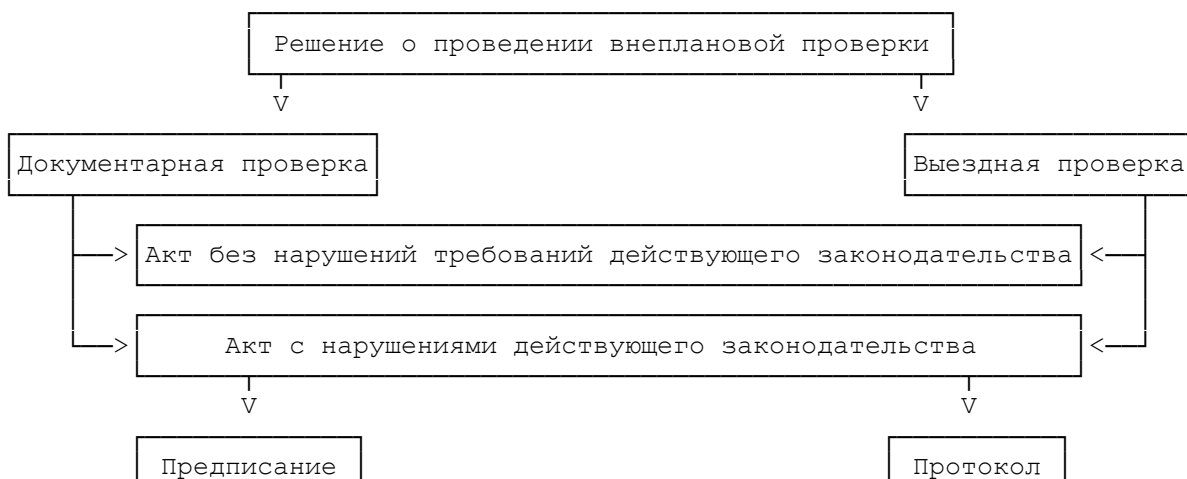 Решение о проведении внеплановой проверки
V V
Документарная проверка Выездная проверка
> Акт без нарушений требований действующего законодательства <
> Акт с нарушениями действующего законодательства <
V V
Предписание Протокол